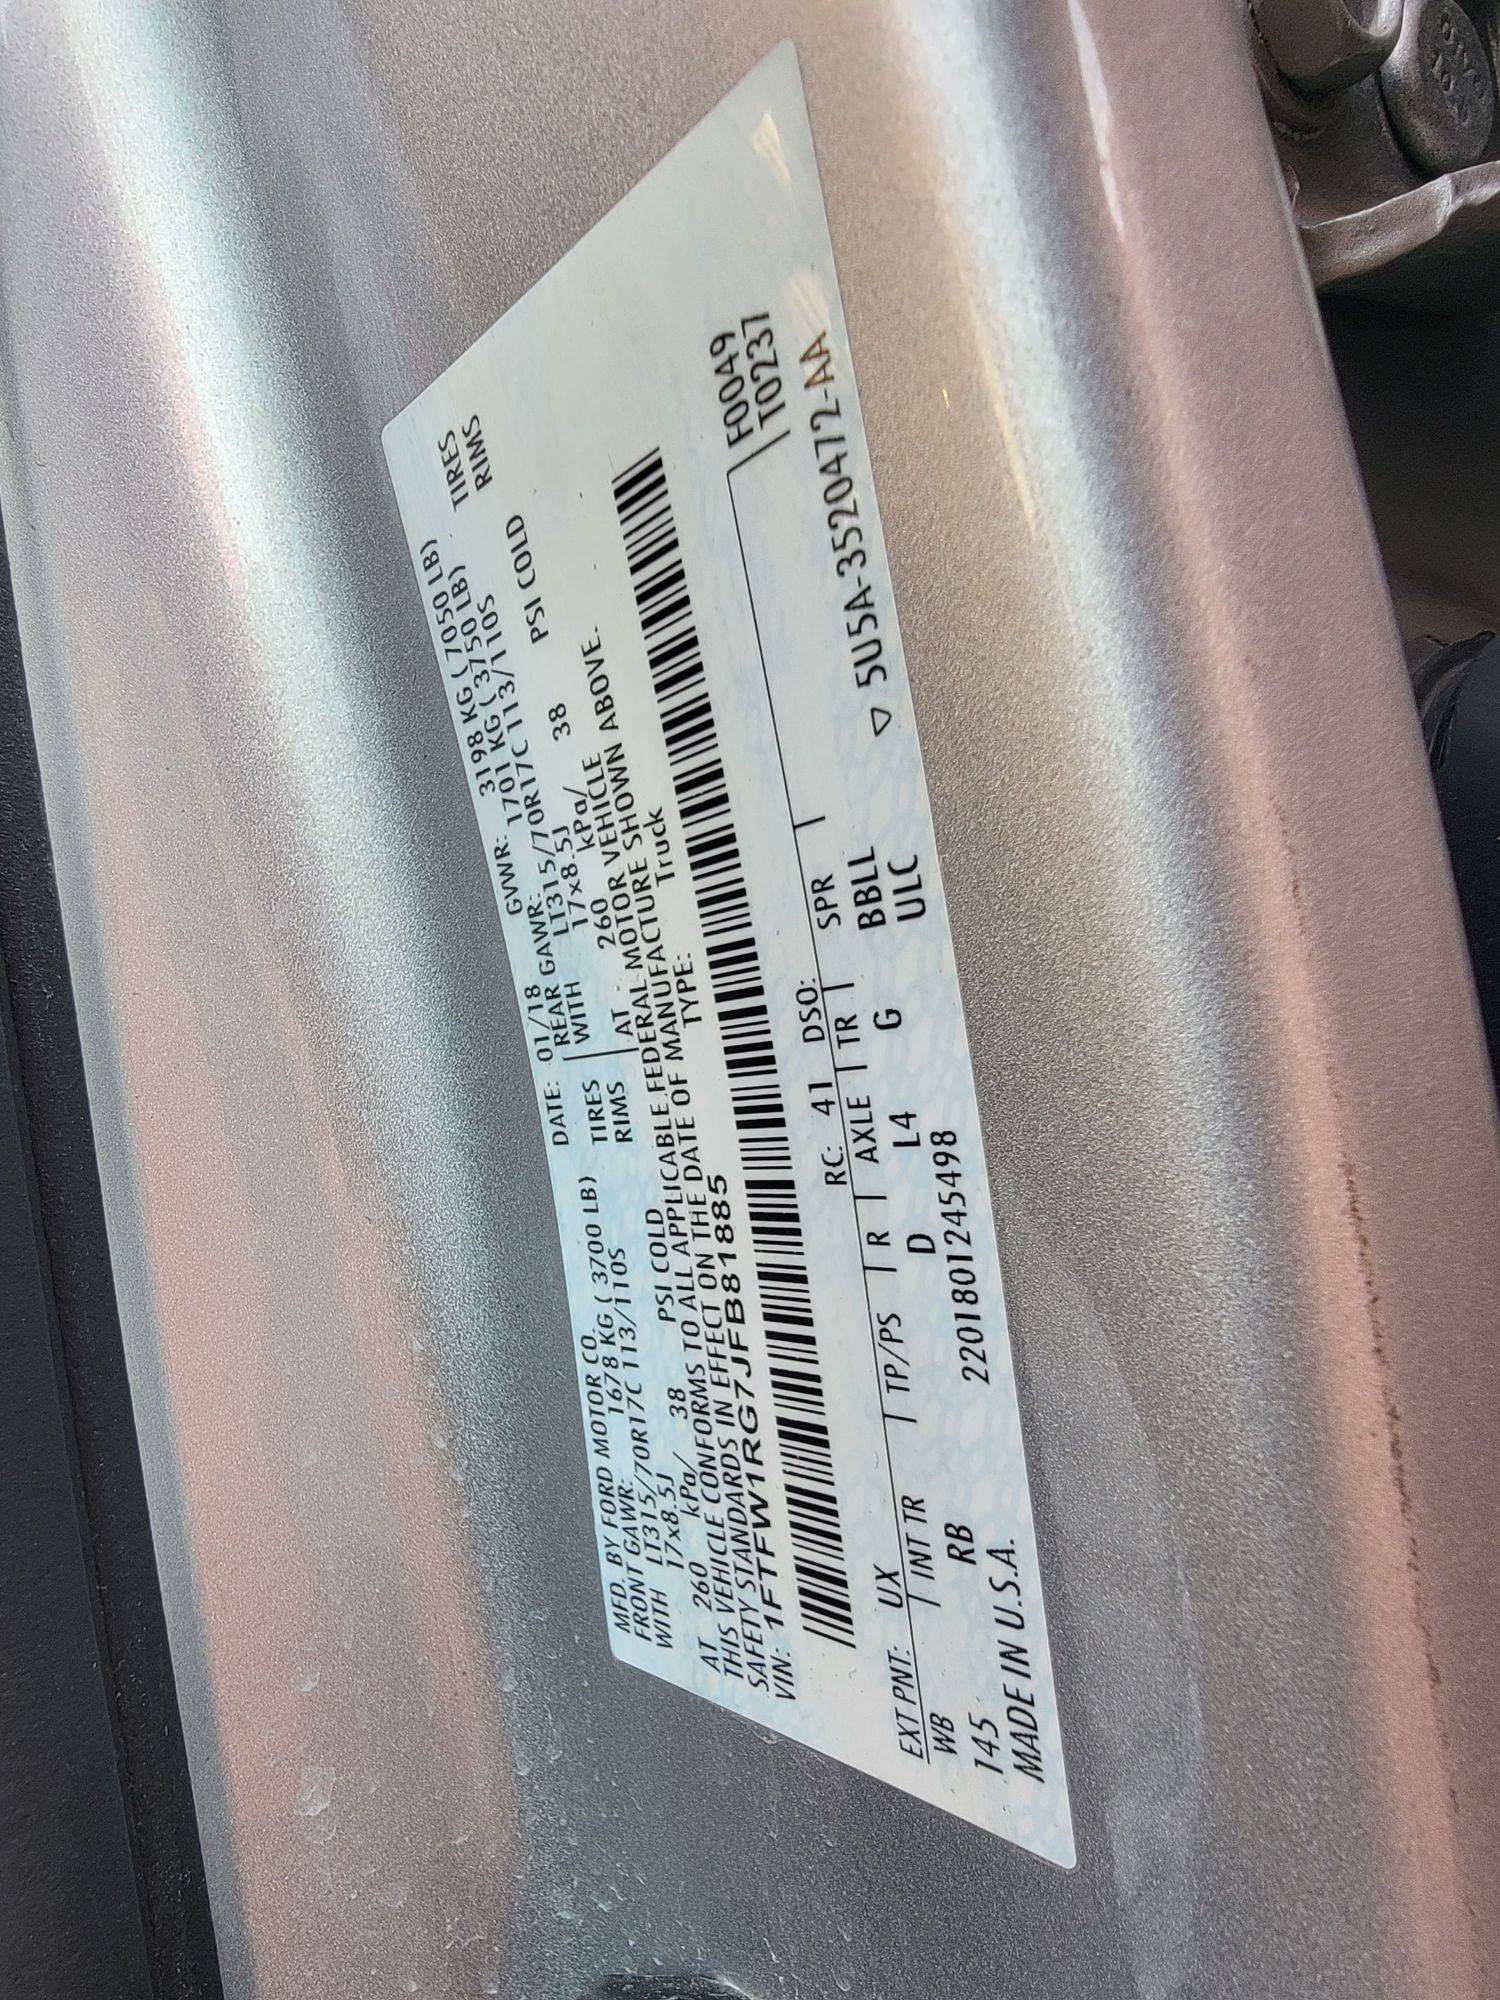 MFD. BY FORD MOTOR CO. DATE: 01/18 GVWR: 3198 KG ( 7050 LB)
FRONT GAWR: 1678 KG ( 3700 LB) REAR GAWR: 1701 KG ( 3750 LB)
WITH LT315/70R17C 113/110S TIRES WITH LT315/70R17C 113/110S TIRES
17x8.5J RIMS 17x8.5J RIMS
AT 260 kPa/ 38 PSI COLD AT 260 kPa/ 38 PSI COLD
THIS VEHICLE CONFORMS TO ALL APPLICABLE FEDERAL MOTOR VEHICLE
SAFETY STANDARDS IN EFFECT ON THE DATE OF MANUFACTURE SHOWN ABOVE.
VIN: 1FTFW1RG7JFB81885 TYPE: Truck
F0049
T0237
EXT PNT: UX RC: 41 DSO:
WB INT TR TP/PS R AXLE TR SPR
145 RB D L4 G BBLL
2201801245498 ULC
MADE IN U.S.A. ▽ 5U5A-3520472-AA